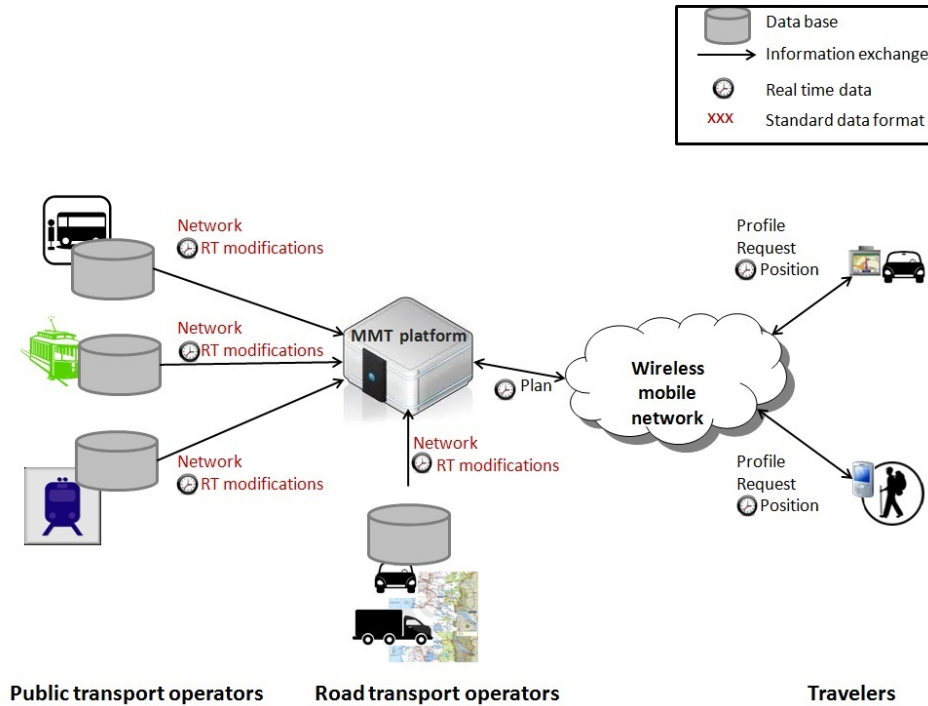 Data base
Information exchange
Real time data
XXX Standard data format
Network
RT modifications
Network
RT modifications
Network
RT modifications
MMT platform
Plan
Network
RT modifications
Wireless
mobile
network
Profile
Request
Position
Profile
Request
Position
Public transport operators
Road transport operators
Travelers